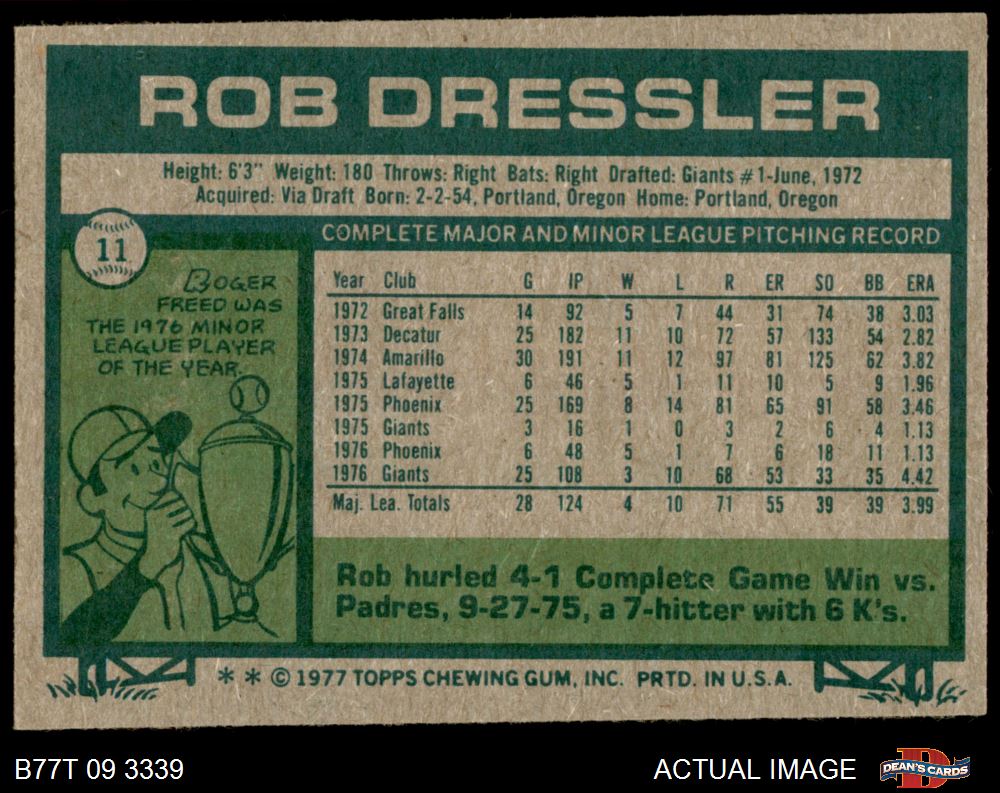 ROB DRESSLER
Height: 6'3" Weight: 180 Throws: Right Bats: Right Drafted: Giants #1-June, 1972
Acquired: Via Draft Born: 2-2-54, Portland, Oregon Home: Portland, Oregon
11
ROGER
FREED WAS
THE 1976 MINOR
LEAGUE PLAYER
OF THE YEAR.
COMPLETE MAJOR AND MINOR LEAGUE PITCHING RECORD
Year Club G IP W L R ER SO BB ERA
1972 Great Falls 14 92 5 7 44 31 74 38 3.03
1973 Decatur 25 182 11 10 72 57 133 54 2.82
1974 Amarillo 30 191 11 12 97 81 125 62 3.82
1975 Lafayette 6 46 5 1 11 10 5 9 1.96
1975 Phoenix 25 169 8 14 81 65 91 58 3.46
1975 Giants 3 16 1 0 3 2 6 4 1.13
1976 Phoenix 6 48 5 1 7 6 18 11 1.13
1976 Giants 25 108 3 10 68 53 33 35 4.42
Maj. Lea. Totals 28 124 4 10 71 55 39 39 3.99
Rob hurled 4-1 Complete Game Win vs.
Padres, 9-27-75, a 7-hitter with 6 K's.
* * © 1977 TOPPS CHEWING GUM, INC. PRTD. IN U.S.A.
B77T 09 3339
ACTUAL IMAGE
DEAN'S CARDS